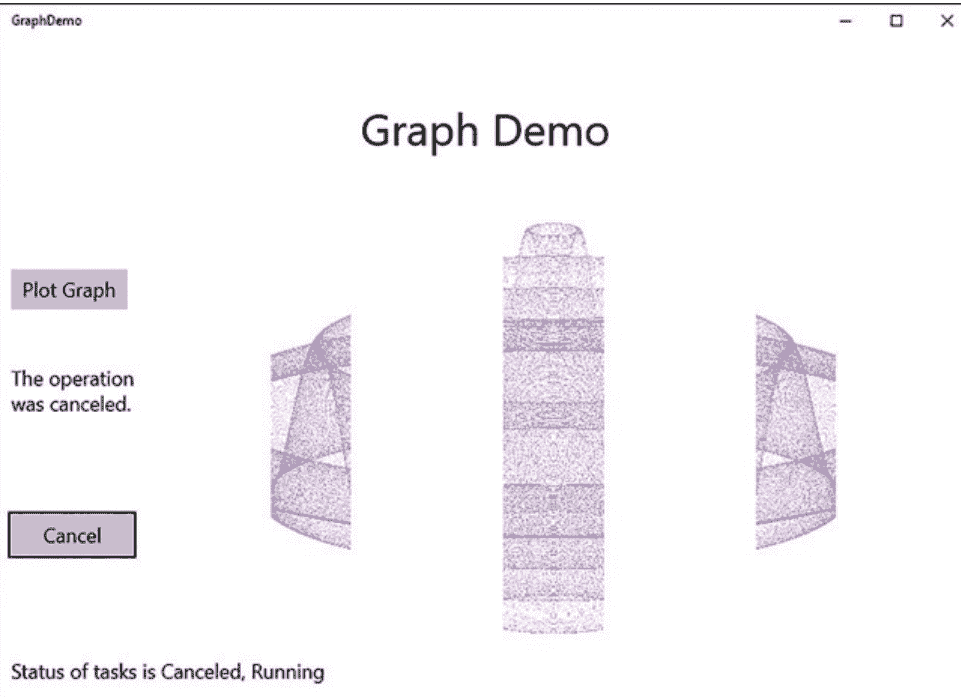 GraphDemo
Graph Demo
Plot Graph
The operation
was canceled.
Cancel
Status of tasks is Canceled, Running